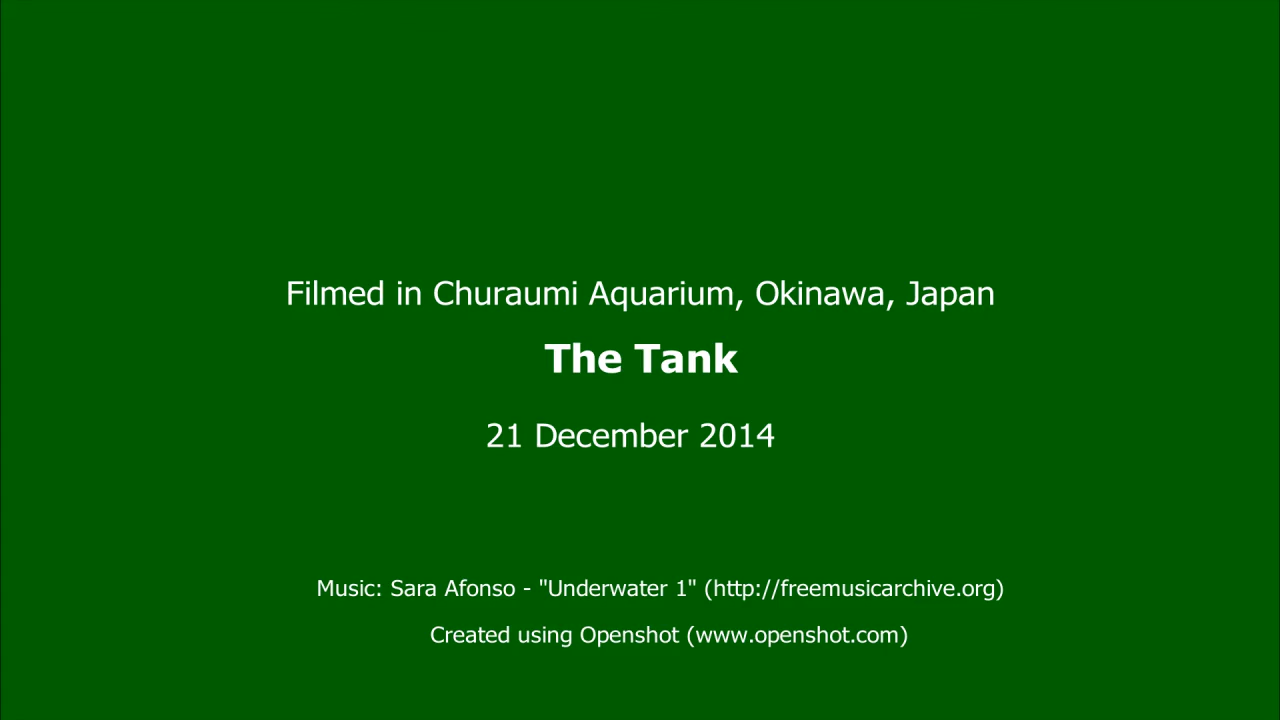 Filmed in Churaumi Aquarium, Okinawa, Japan
The Tank
21 December 2014
Music: Sara Afonso - "Underwater 1" (http://freemusicarchive.org)
Created using Openshot (www.openshot.com)